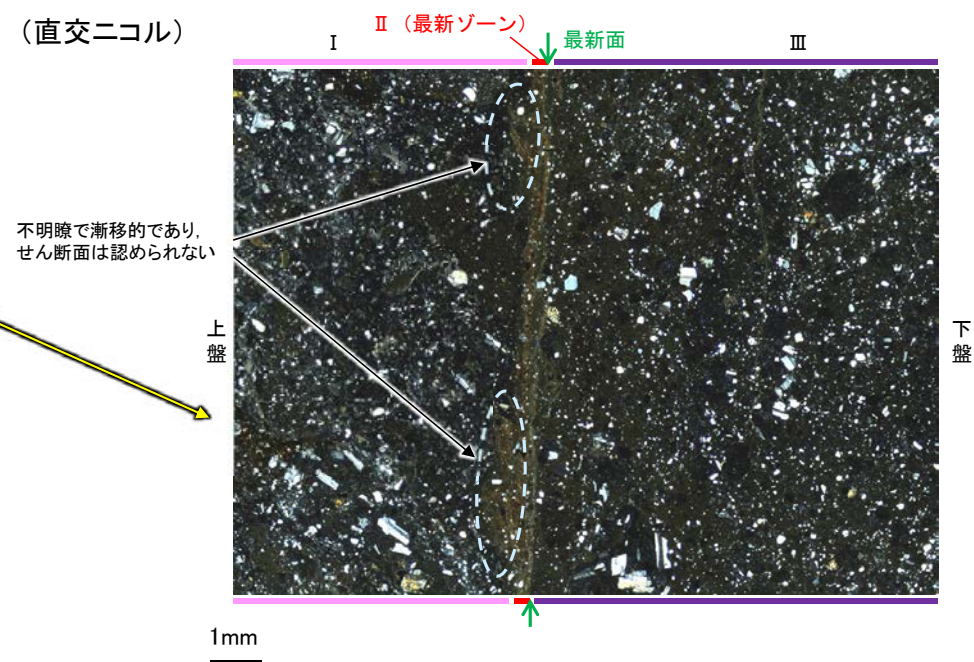 （直交ニコル）
Ⅰ
Ⅱ（最新ゾーン）
最新面
Ⅲ
不明瞭で漸移的であり，
せん断面は認められない
上盤
下盤
1mm